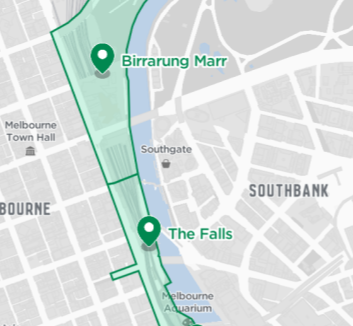 Birrarung Marr
Melbourne
Town Hall
Southgate
SOUTHBANK
BOURNE
The Falls
Melbourne
Aquarium